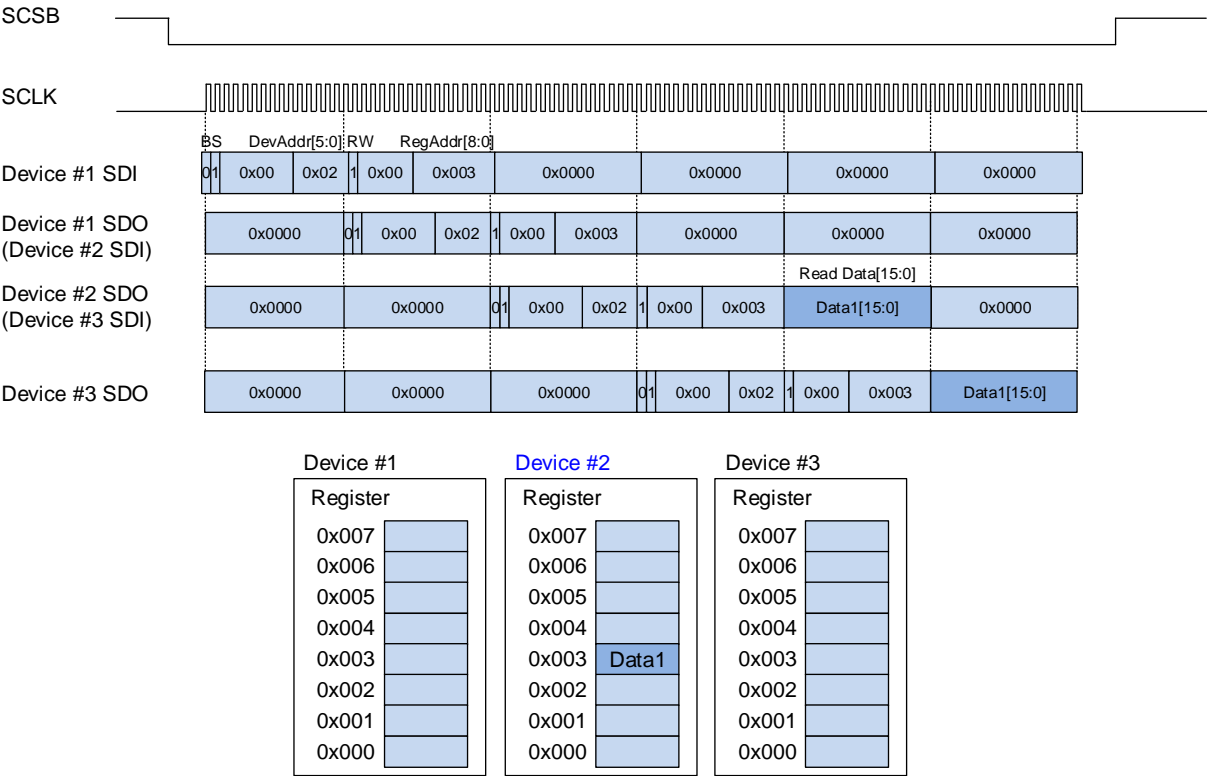 SCSB
SCLK
BS DevAddr[5:0] RW RegAddr[8:0]
Device #1 SDI 0 1 0x00 0x02 1 0x00 0x003 0x0000 0x0000 0x0000 0x0000
Device #1 SDO
(Device #2 SDI) 0x0000 0 1 0x00 0x02 1 0x00 0x003 0x0000 0x0000 0x0000
Read Data[15:0]
Device #2 SDO
(Device #3 SDI) 0x0000 0x0000 0 1 0x00 0x02 1 0x00 0x003 Data1[15:0] 0x0000
Device #3 SDO 0x0000 0x0000 0x0000 0 1 0x00 0x02 1 0x00 0x003 Data1[15:0]
Device #1
Register
0x007
0x006
0x005
0x004
0x003
0x002
0x001
0x000
Device #2
Register
0x007
0x006
0x005
0x004
0x003 Data1
0x002
0x001
0x000
Device #3
Register
0x007
0x006
0x005
0x004
0x003
0x002
0x001
0x000